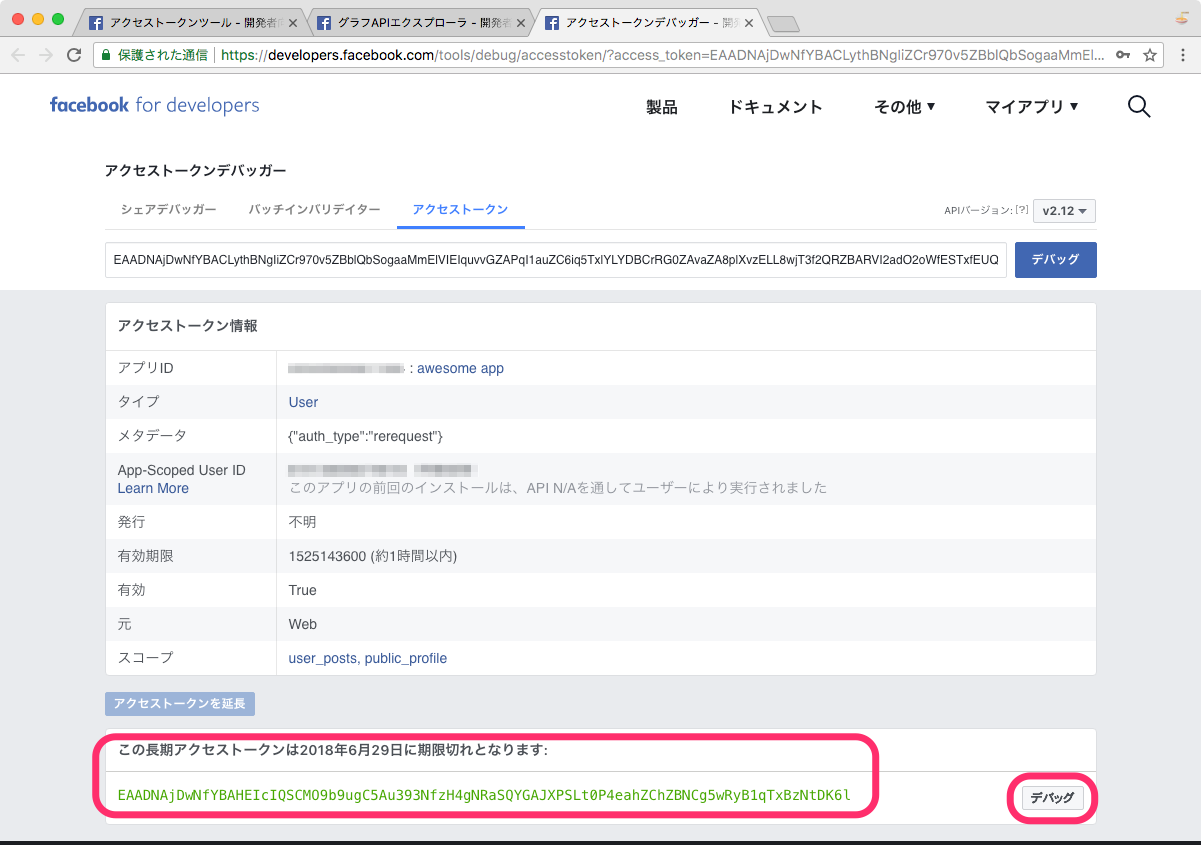 アクセストークンツール - 開発者
グラフAPIエクスプローラ - 開発者
アクセストークンデバッガー - 開
保護された通信
https://developers.facebook.com/tools/debug/accesstoken/?access_token=EAADNAjDwNfYBACLythBNgIiZCr970v5ZBblQbSogaaMmEl...
facebook for developers
製品
ドキュメント
その他 ▼
マイアプリ ▼
アクセストークンデバッガー
シェアデバッガー
バッチインバリデイター
アクセストークン
APIバージョン: [?]
v2.12
EAADNAjDwNfYBACLythBNgIiZCr970v5ZBblQbSogaaMmElVIElquvvGZAPqI1auZC6iq5TxlYLYDBCrRG0ZAvaZA8plXvzELL8wjT3f2QRZBARVI2adO2oWfESTxfEUQ
デバッグ
アクセストークン情報
アプリID
: awesome app
タイプ
User
メタデータ
{"auth_type":"rerequest"}
App-Scoped User ID
Learn More
このアプリの前回のインストールは、API N/Aを通してユーザーにより実行されました
発行
不明
有効期限
1525143600 (約1時間以内)
有効
True
元
Web
スコープ
user_posts, public_profile
アクセストークンを延長
この長期アクセストークンは2018年6月29日に期限切れとなります:
EAADNAjDwNfYBAHEIcIQSCMO9b9ugC5Au393NfzH4gNRaSQYGAJXPSLt0P4eahZChZBNCg5wRyB1qTxBzNtDK6l
デバッグ